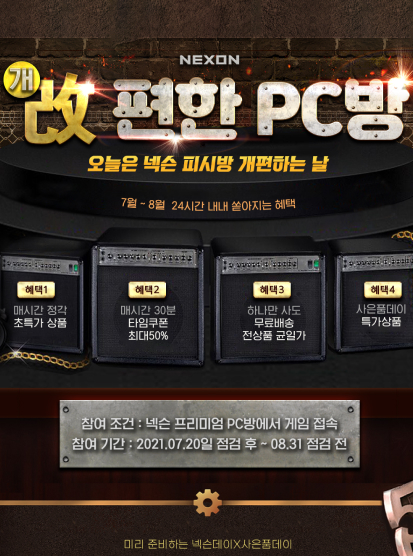 NEXON
개
改 편한 PC방
오늘은 넥슨 피시방 개편하는 날
7월 ~ 8월 24시간 내내 쏟아지는 혜택
혜택1
매시간 정각
초특가 상품
혜택2
매시간 30분
타임쿠폰
최대50%
혜택3
하나만 사도
무료배송
전상품 균일가
혜택4
사은품데이
특가상품
참여 조건 : 넥슨 프리미엄 PC방에서 게임 접속
참여 기간 : 2021.07.20일 점검 후 ~ 08.31 점검 전
미리 준비하는 넥슨데이X사은품데이